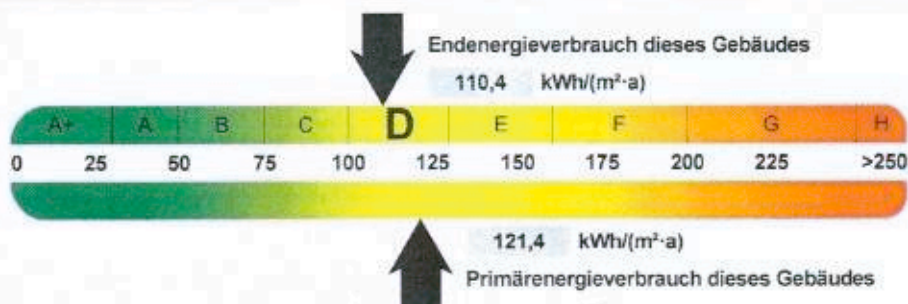 Endenergieverbrauch dieses Gebäudes
110,4 kWh/(m²·a)
A+ A B C D E F G H
0 25 50 75 100 125 150 175 200 225 >250
121,4 kWh/(m²·a)
Primärenergieverbrauch dieses Gebäudes